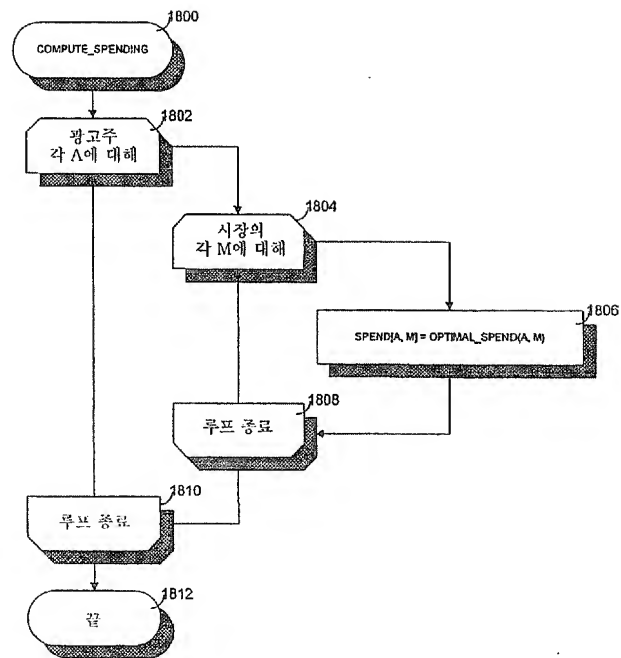 1800
COMPUTE_SPENDING
1802
광고주
각 A에 대해
1804
시장의
각 M에 대해
1806
SPEND[A, M] = OPTIMAL_SPEND(A, M)
1808
루프 종료
1810
루프 종료
1812
끝